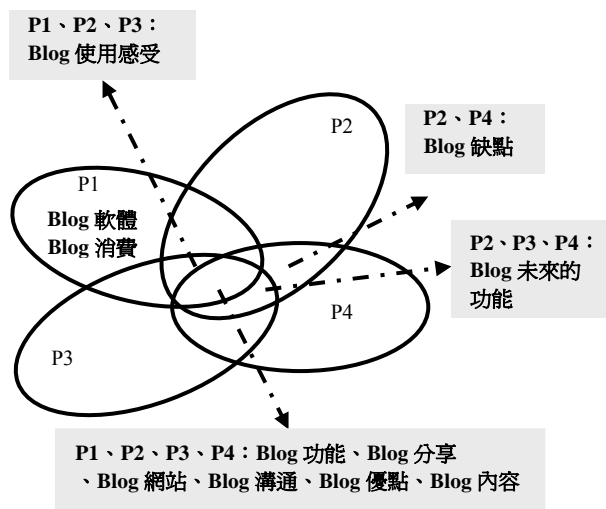 P1、P2、P3：
Blog 使用感受
P2
P2、P4：
Blog 缺點
P1
Blog 軟體
Blog 消費
P2、P3、P4：
Blog 未來的
功能
P4
P3
P1、P2、P3、P4：Blog 功能、Blog 分享
、Blog 網站、Blog 溝通、Blog 優點、Blog 內容